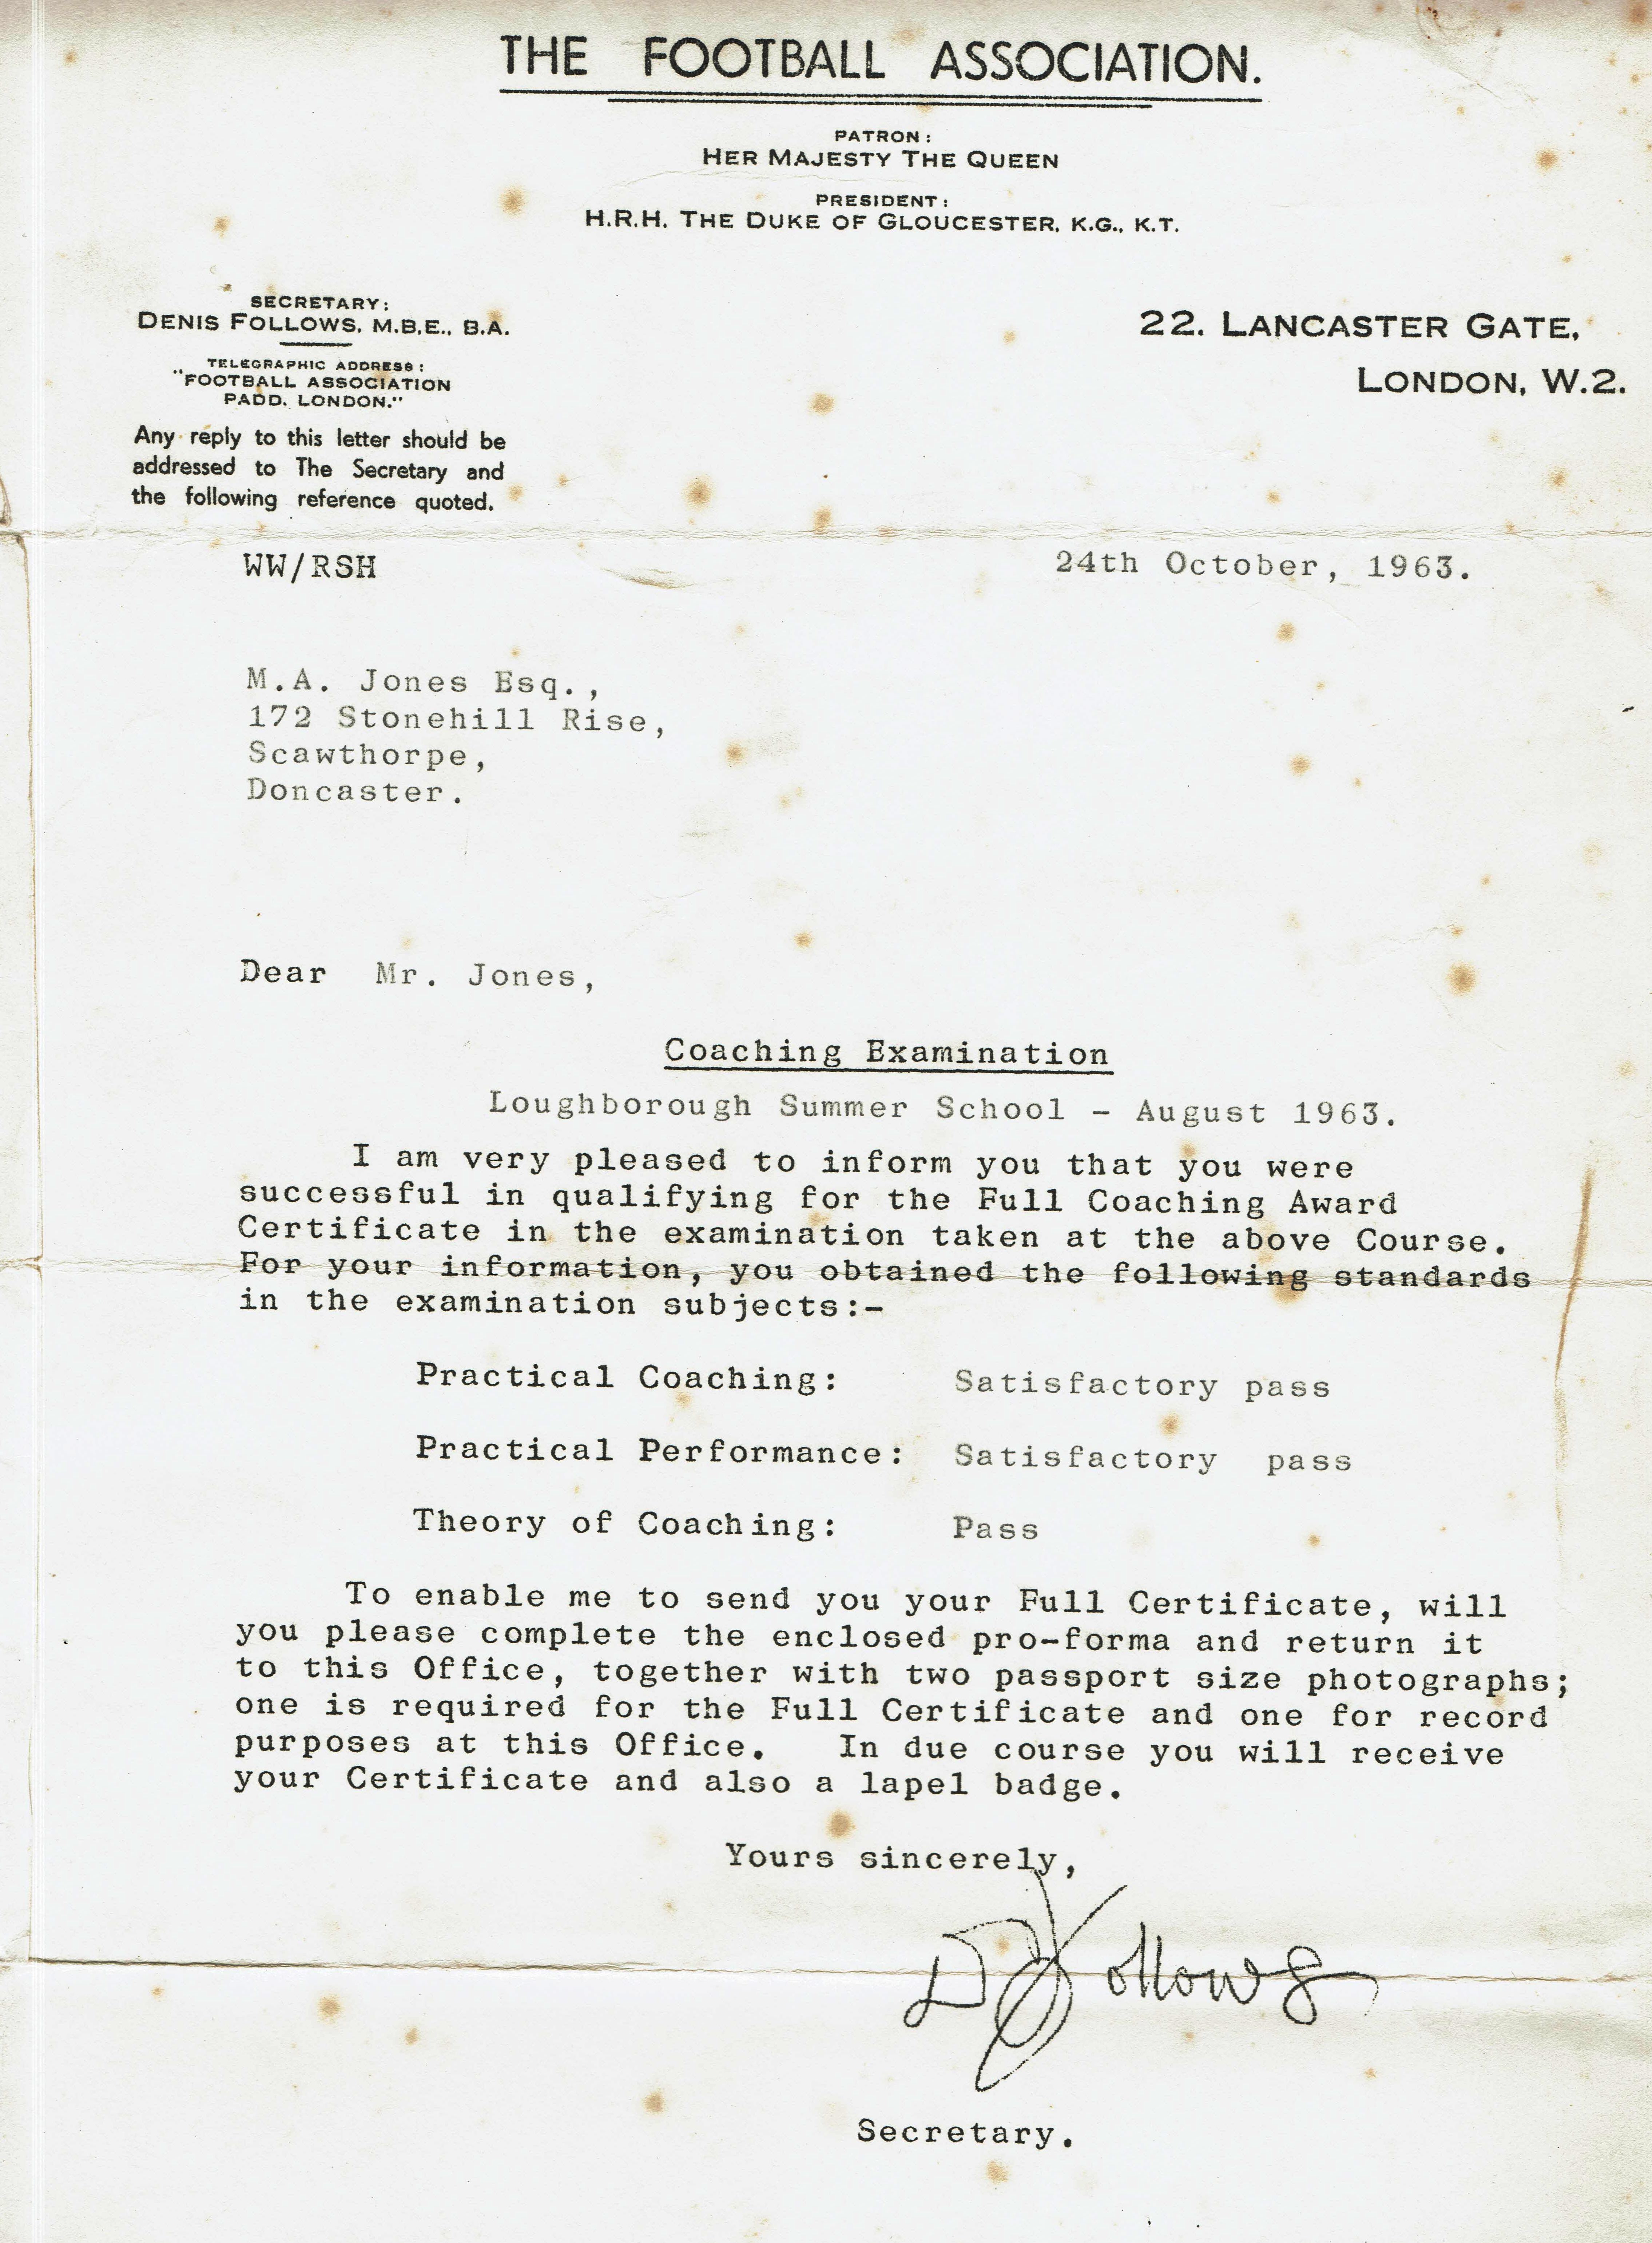 THE FOOTBALL ASSOCIATION.
PATRON:
HER MAJESTY THE QUEEN
PRESIDENT:
H.R.H. THE DUKE OF GLOUCESTER, K.G., K.T.
SECRETARY:
DENIS FOLLOWS, M.B.E., B.A.
TELEGRAPHIC ADDRESS:
"FOOTBALL ASSOCIATION
PADD. LONDON."
Any reply to this letter should be
addressed to The Secretary and
the following reference quoted.
22. LANCASTER GATE,
LONDON, W.2.
WW/RSH
24th October, 1963.
M.A. Jones Esq.,
172 Stonehill Rise,
Scawthorpe,
Doncaster.
Dear Mr. Jones,
Coaching Examination
Loughborough Summer School - August 1963.
I am very pleased to inform you that you were
successful in qualifying for the Full Coaching Award
Certificate in the examination taken at the above Course.
For your information, you obtained the following standards
in the examination subjects:-
Practical Coaching: Satisfactory pass
Practical Performance: Satisfactory pass
Theory of Coaching: Pass
To enable me to send you your Full Certificate, will
you please complete the enclosed pro-forma and return it
to this Office, together with two passport size photographs;
one is required for the Full Certificate and one for record
purposes at this Office. In due course you will receive
your Certificate and also a lapel badge.
Yours sincerely,
D Follows
Secretary.